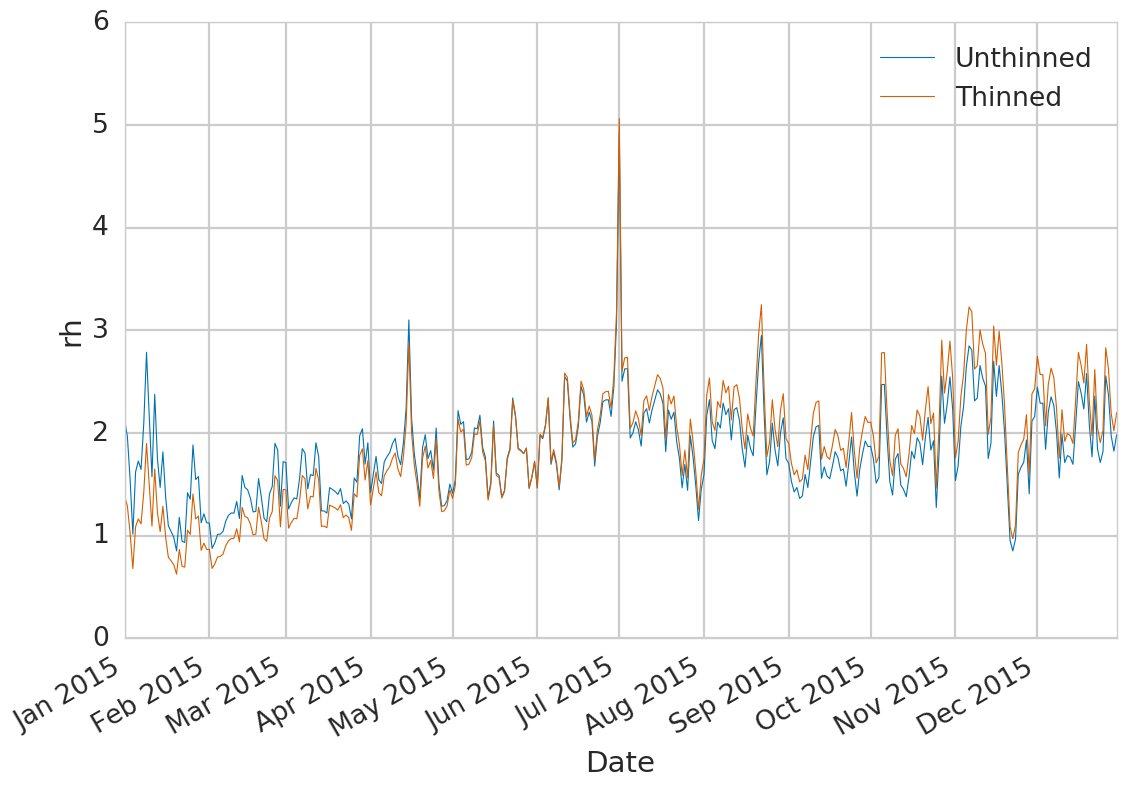 6
5
4
3
2
1
0
rh
Unthinned
Thinned
Jan 2015
Feb 2015
Mar 2015
Apr 2015
May 2015
Jun 2015
Jul 2015
Aug 2015
Sep 2015
Oct 2015
Nov 2015
Dec 2015
Date